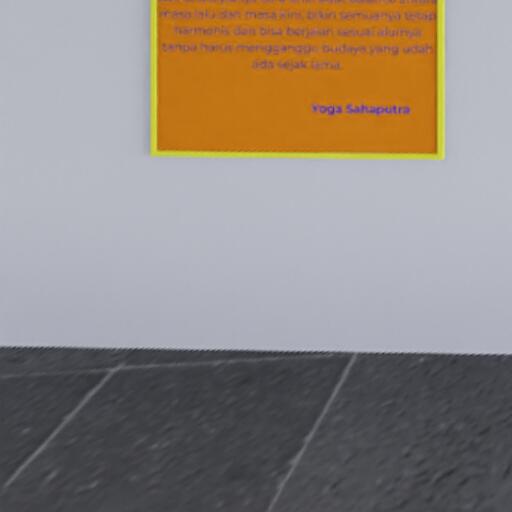 masa lalu dan masa kini, bikin semuanya tetap
harmonis dan bisa berjalan sesuai alurnya
tanpa harus mengganggu budaya yang udah
ada sejak lama.
Yoga Sahaputra